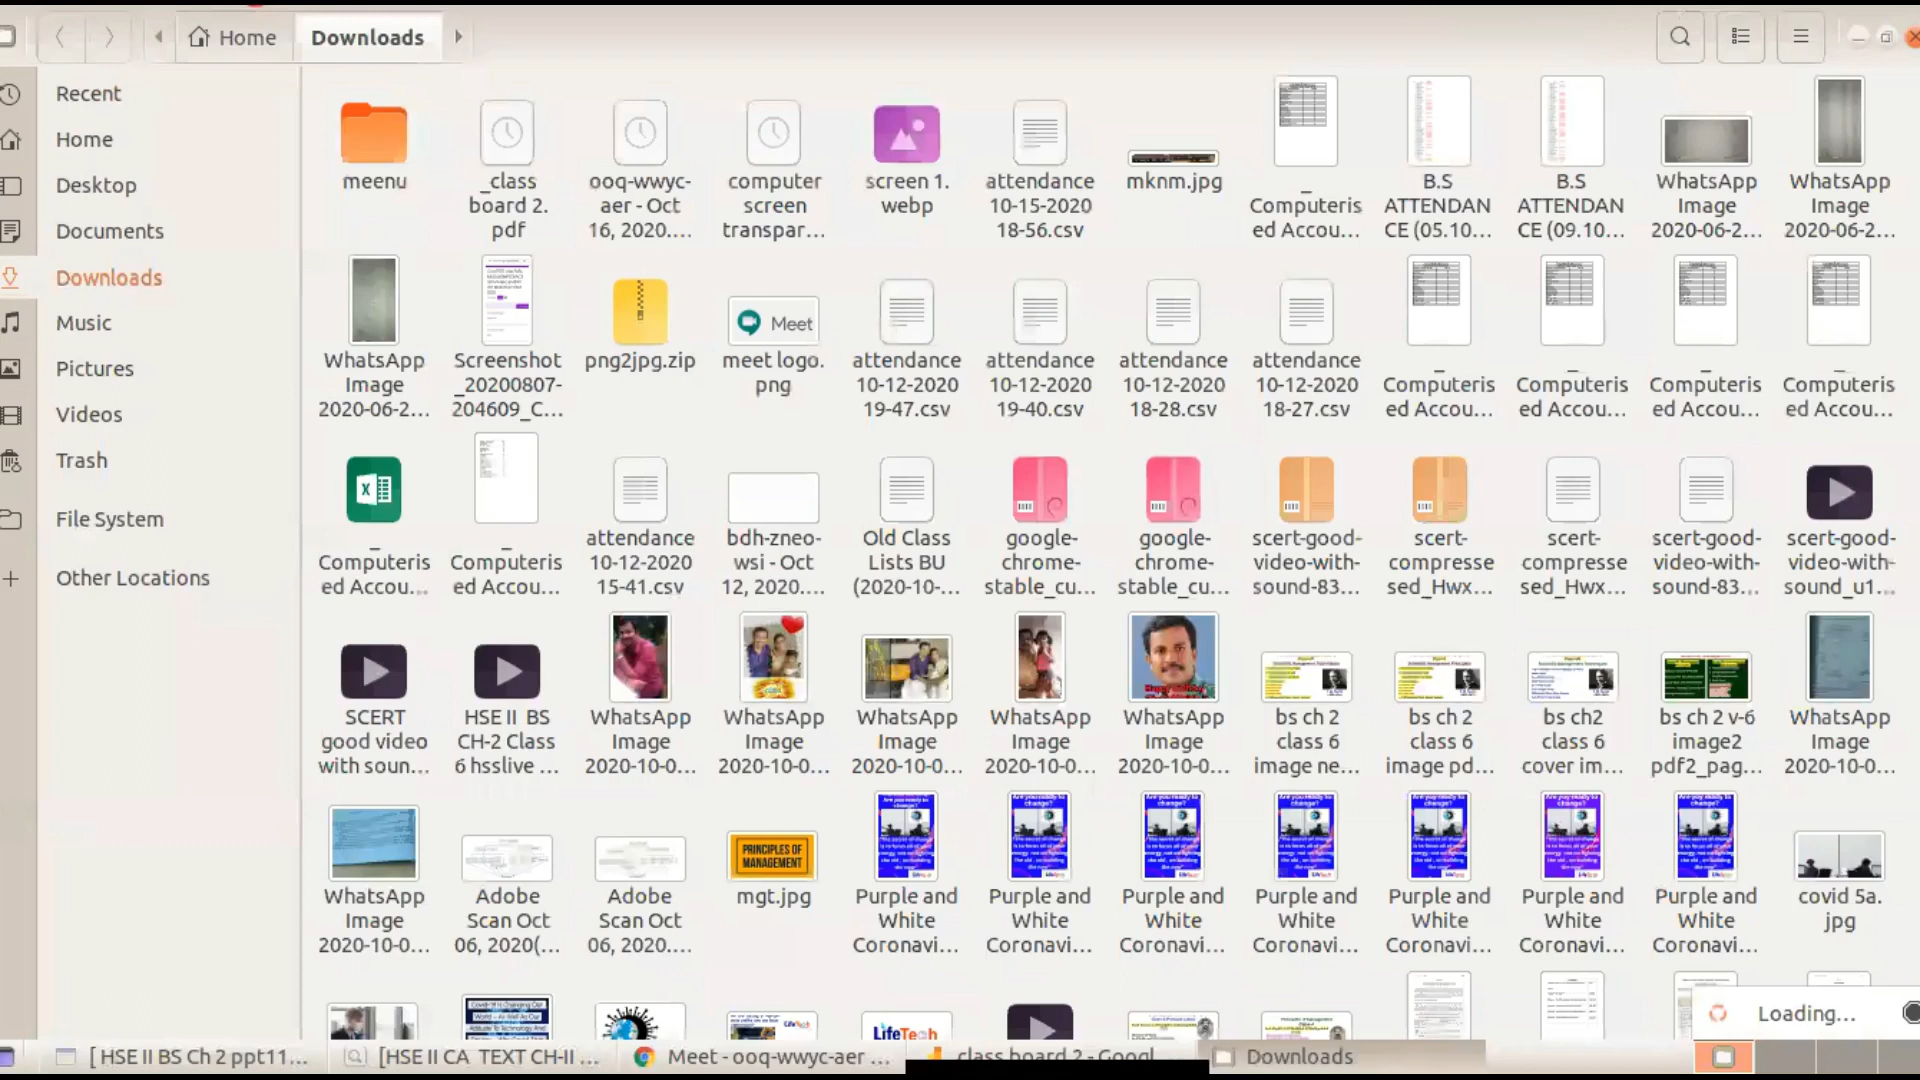 Home
Downloads
Recent
Home
Desktop
Documents
Downloads
Music
Pictures
Videos
Trash
File System
Other Locations
meenu
_class
board 2.
pdf
ooq-wwyc-
aer - Oct
16, 2020....
computer
screen
transpar...
screen 1.
webp
attendance
10-15-2020
18-56.csv
mknm.jpg
_
Computeris
ed Accou...
B.S
ATTENDAN
CE (05.10...
B.S
ATTENDAN
CE (09.10...
WhatsApp
Image
2020-06-2...
WhatsApp
Image
2020-06-2...
WhatsApp
Image
2020-06-2...
Screenshot
_20200807-
204609_C...
png2jpg.zip
Meet
meet logo.
png
attendance
10-12-2020
19-47.csv
attendance
10-12-2020
19-40.csv
attendance
10-12-2020
18-28.csv
attendance
10-12-2020
18-27.csv
_
Computeris
ed Accou...
_
Computeris
ed Accou...
_
Computeris
ed Accou...
_
Computeris
ed Accou...
_
Computeris
ed Accou...
_
Computeris
ed Accou...
attendance
10-12-2020
15-41.csv
bdh-zneo-
wsi - Oct
12, 2020....
Old Class
Lists BU
(2020-10-...
google-
chrome-
stable_cu...
google-
chrome-
stable_cu...
scert-good-
video-with-
sound-83...
scert-
compresse
sed_Hwx...
scert-
compresse
sed_Hwx...
scert-good-
video-with-
sound-83...
scert-good-
video-with-
sound_u1...
SCERT
good video
with soun...
HSE II BS
CH-2 Class
6 hsslive ...
WhatsApp
Image
2020-10-0...
WhatsApp
Image
2020-10-0...
WhatsApp
Image
2020-10-0...
WhatsApp
Image
2020-10-0...
WhatsApp
Image
2020-10-0...
bs ch 2
class 6
image ne...
bs ch 2
class 6
image pd...
bs ch2
class 6
cover im...
bs ch 2 v-6
image2
pdf2_pag...
WhatsApp
Image
2020-10-0...
WhatsApp
Image
2020-10-0...
Adobe
Scan Oct
06, 2020(...
Adobe
Scan Oct
06, 2020....
PRINCIPLES OF
MANAGEMENT
mgt.jpg
Purple and
White
Coronavi...
Purple and
White
Coronavi...
Purple and
White
Coronavi...
Purple and
White
Coronavi...
Purple and
White
Coronavi...
Purple and
White
Coronavi...
Purple and
White
Coronavi...
covid 5a.
jpg
LifeTech
Loading...
[ HSE II BS Ch 2 ppt11...
[HSE II CA TEXT CH-II ...
Meet - ooq-wwyc-aer ...
class board 2 - Googl
Downloads